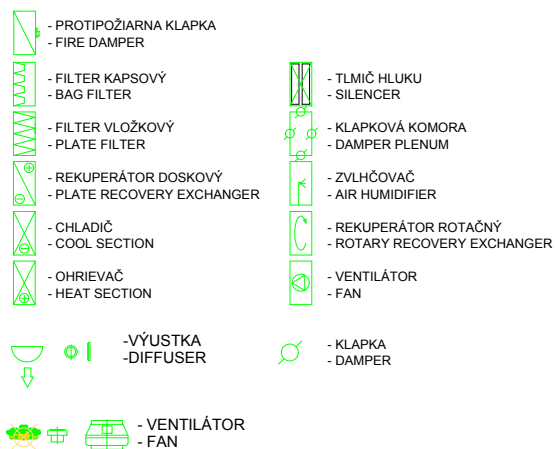 - PROTIPOŽIARNA KLAPKA
- FIRE DAMPER
- FILTER KAPSOVÝ
- BAG FILTER
- FILTER VLOŽKOVÝ
- PLATE FILTER
- REKUPERÁTOR DOSKOVÝ
- PLATE RECOVERY EXCHANGER
- CHLADIČ
- COOL SECTION
- OHRIEVAČ
- HEAT SECTION
- TLMIČ HLUKU
- SILENCER
- KLAPKOVÁ KOMORA
- DAMPER PLENUM
- ZVLHČOVAČ
- AIR HUMIDIFIER
- REKUPERÁTOR ROTAČNÝ
- ROTARY RECOVERY EXCHANGER
- VENTILÁTOR
- FAN
-VÝUSTKA
-DIFFUSER
- KLAPKA
- DAMPER
- VENTILÁTOR
- FAN